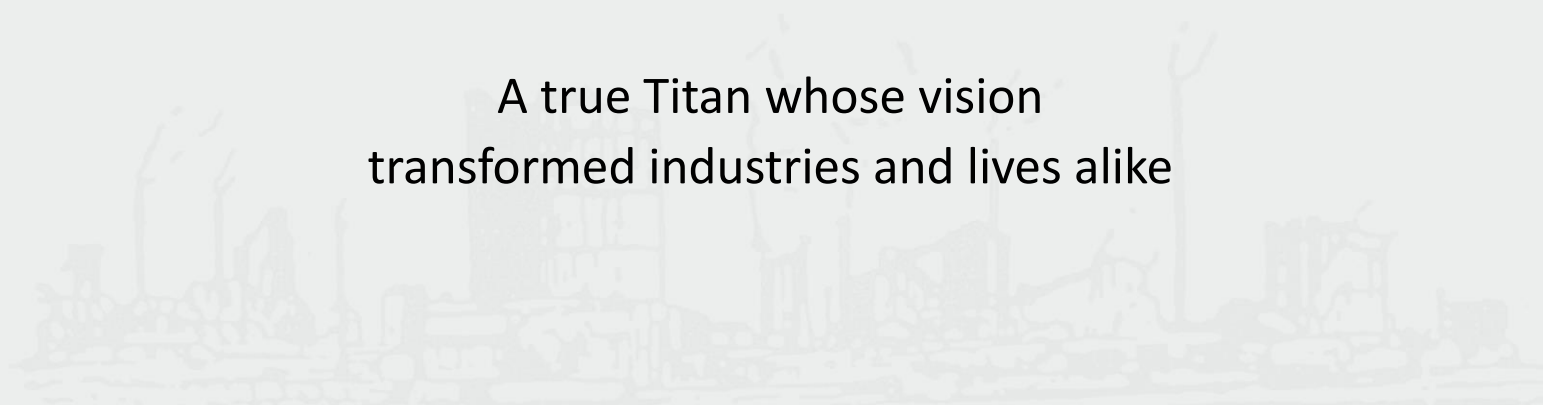 A true Titan whose vision
transformed industries and lives alike